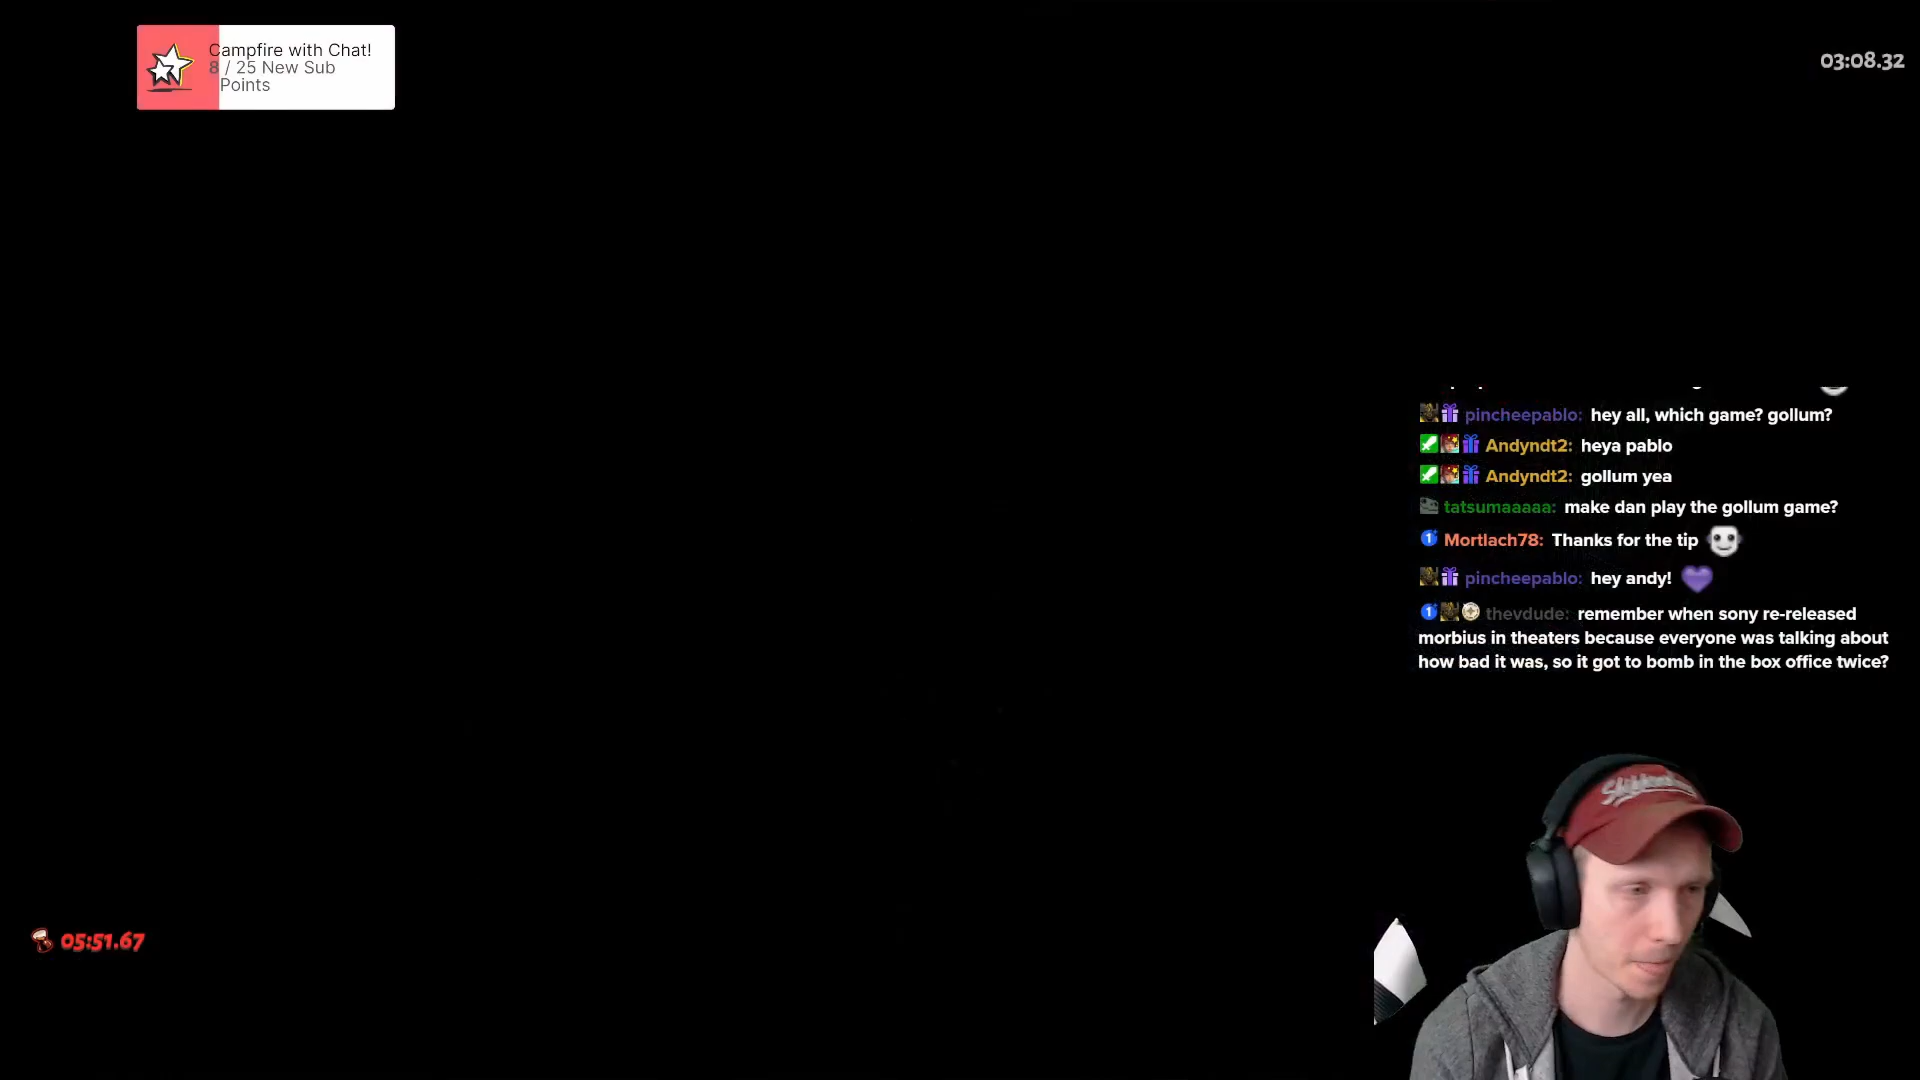 Campfire with Chat!
8 / 25 New Sub
Points
03:08.32
pincheepablo: hey all, which game? gollum?
Andyndt2: heya pablo
Andyndt2: gollum yea
tatsumaaaaa: make dan play the gollum game?
1 Mortlach78: Thanks for the tip
pincheepablo: hey andy!
1 thevdude: remember when sony re-released
morbius in theaters because everyone was talking about
how bad it was, so it got to bomb in the box office twice?
05:51.67